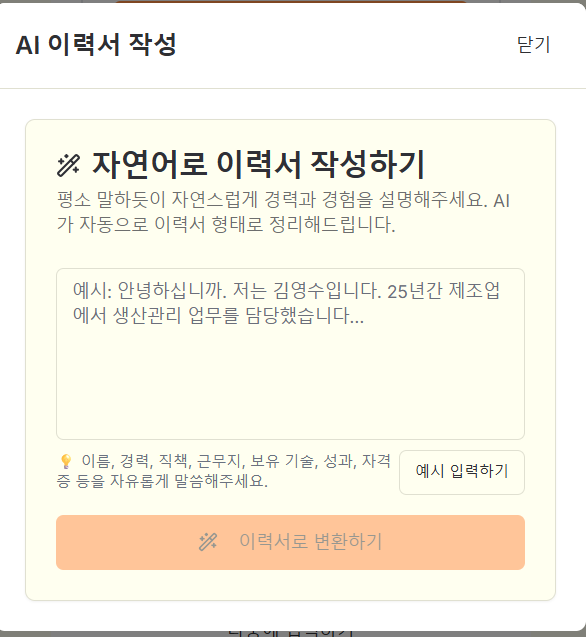 AI 이력서 작성
닫기
자연어로 이력서 작성하기
평소 말하듯이 자연스럽게 경력과 경험을 설명해주세요. AI
가 자동으로 이력서 형태로 정리해드립니다.
예시: 안녕하십니까. 저는 김영수입니다. 25년간 제조업
에서 생산관리 업무를 담당했습니다...
이름, 경력, 직책, 근무지, 보유 기술, 성과, 자격
증 등을 자유롭게 말씀해주세요.
예시 입력하기
이력서로 변환하기